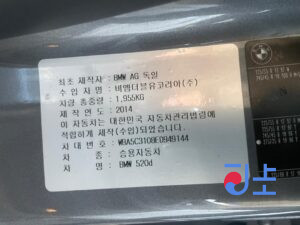 최초 제작자 : BMW AG 독일
수 입 자 명 : 비엠더블유코리아(주)
차량 총중량 : 1,955KG
제 작 연 도 : 2014
이 자동차는 대한민국 자동차관리법령에
적합하게 제작(수입)되었습니다.
차 대 번 호 : WBA5C3108ED949144
차 종 : 승용자동차
차 명 : BMW 520d